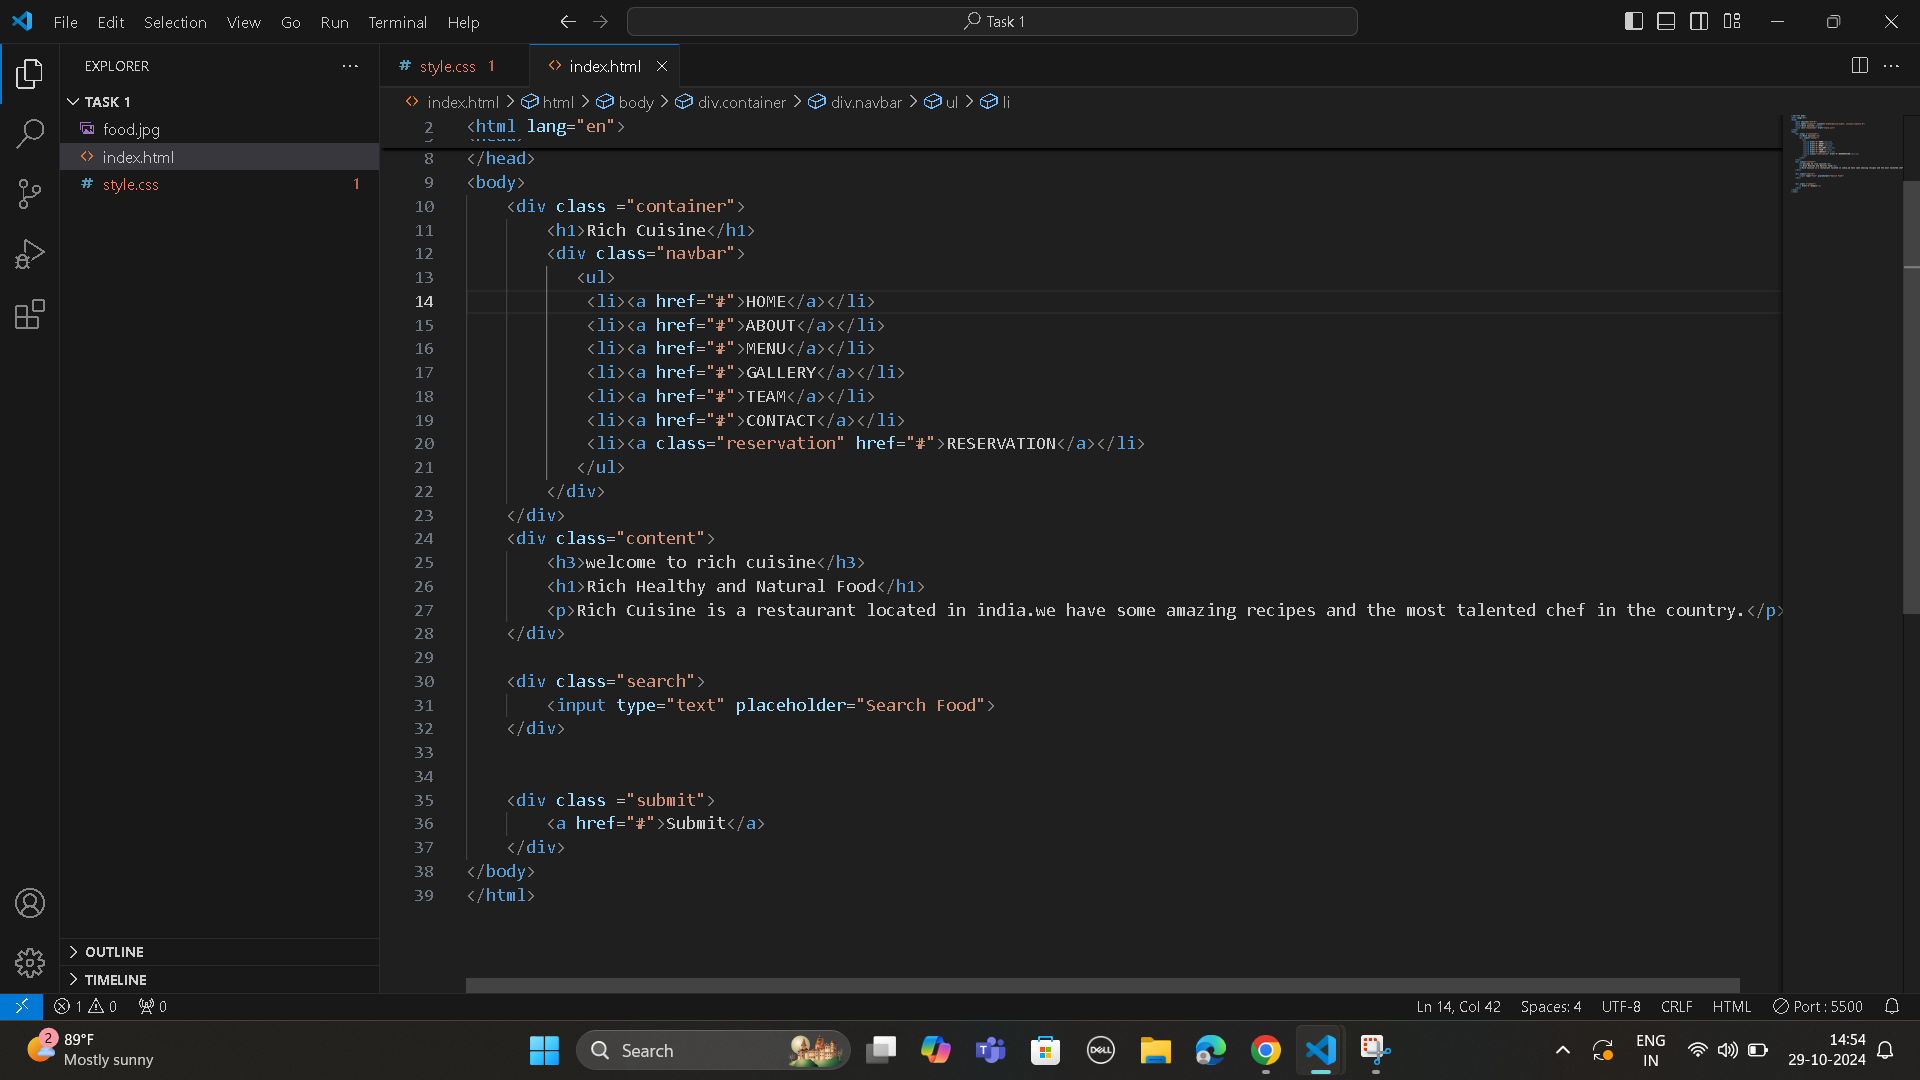 File Edit Selection View Go Run Terminal Help
Task 1
EXPLORER
TASK 1
food.jpg
index.html
style.css 1
style.css 1
index.html
index.html > html > body > div.container > div.navbar > ul > li
2 <html lang="en">
8 </head>
9 <body>
10 <div class ="container">
11 <h1>Rich Cuisine</h1>
12 <div class="navbar">
13 <ul>
14 <li><a href="#">HOME</a></li>
15 <li><a href="#">ABOUT</a></li>
16 <li><a href="#">MENU</a></li>
17 <li><a href="#">GALLERY</a></li>
18 <li><a href="#">TEAM</a></li>
19 <li><a href="#">CONTACT</a></li>
20 <li><a class="reservation" href="#">RESERVATION</a></li>
21 </ul>
22 </div>
23 </div>
24 <div class="content">
25 <h3>welcome to rich cuisine</h3>
26 <h1>Rich Healthy and Natural Food</h1>
27 <p>Rich Cuisine is a restaurant located in india.we have some amazing recipes and the most talented chef in the country.</p>
28 </div>
29
30 <div class="search">
31 <input type="text" placeholder="Search Food">
32 </div>
33
34
35 <div class ="submit">
36 <a href="#">Submit</a>
37 </div>
38 </body>
39 </html>
OUTLINE
TIMELINE
1 0 0
Ln 14, Col 42 Spaces: 4 UTF-8 CRLF HTML Port : 5500
2
89°F
Mostly sunny
Search
DELL
ENG
IN
14:54
29-10-2024